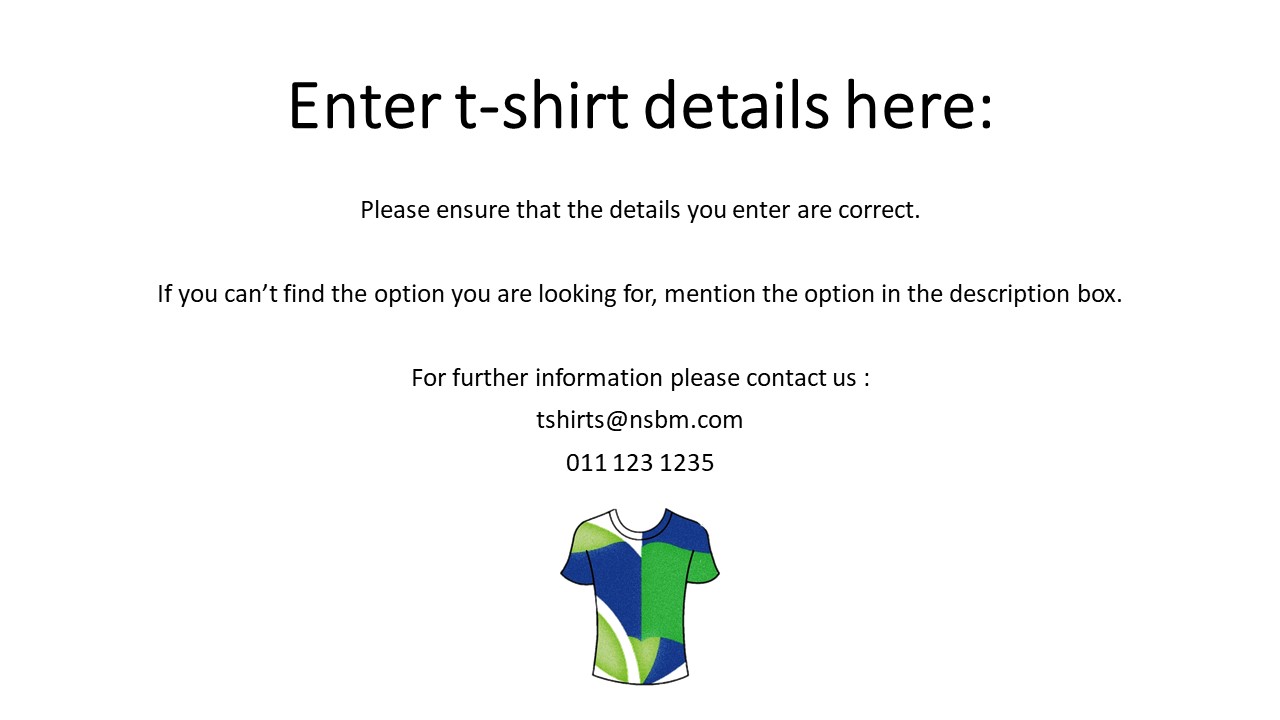 Enter t-shirt details here:
Please ensure that the details you enter are correct.
If you can’t find the option you are looking for, mention the option in the description box.
For further information please contact us :
tshirts@nsbm.com
011 123 1235